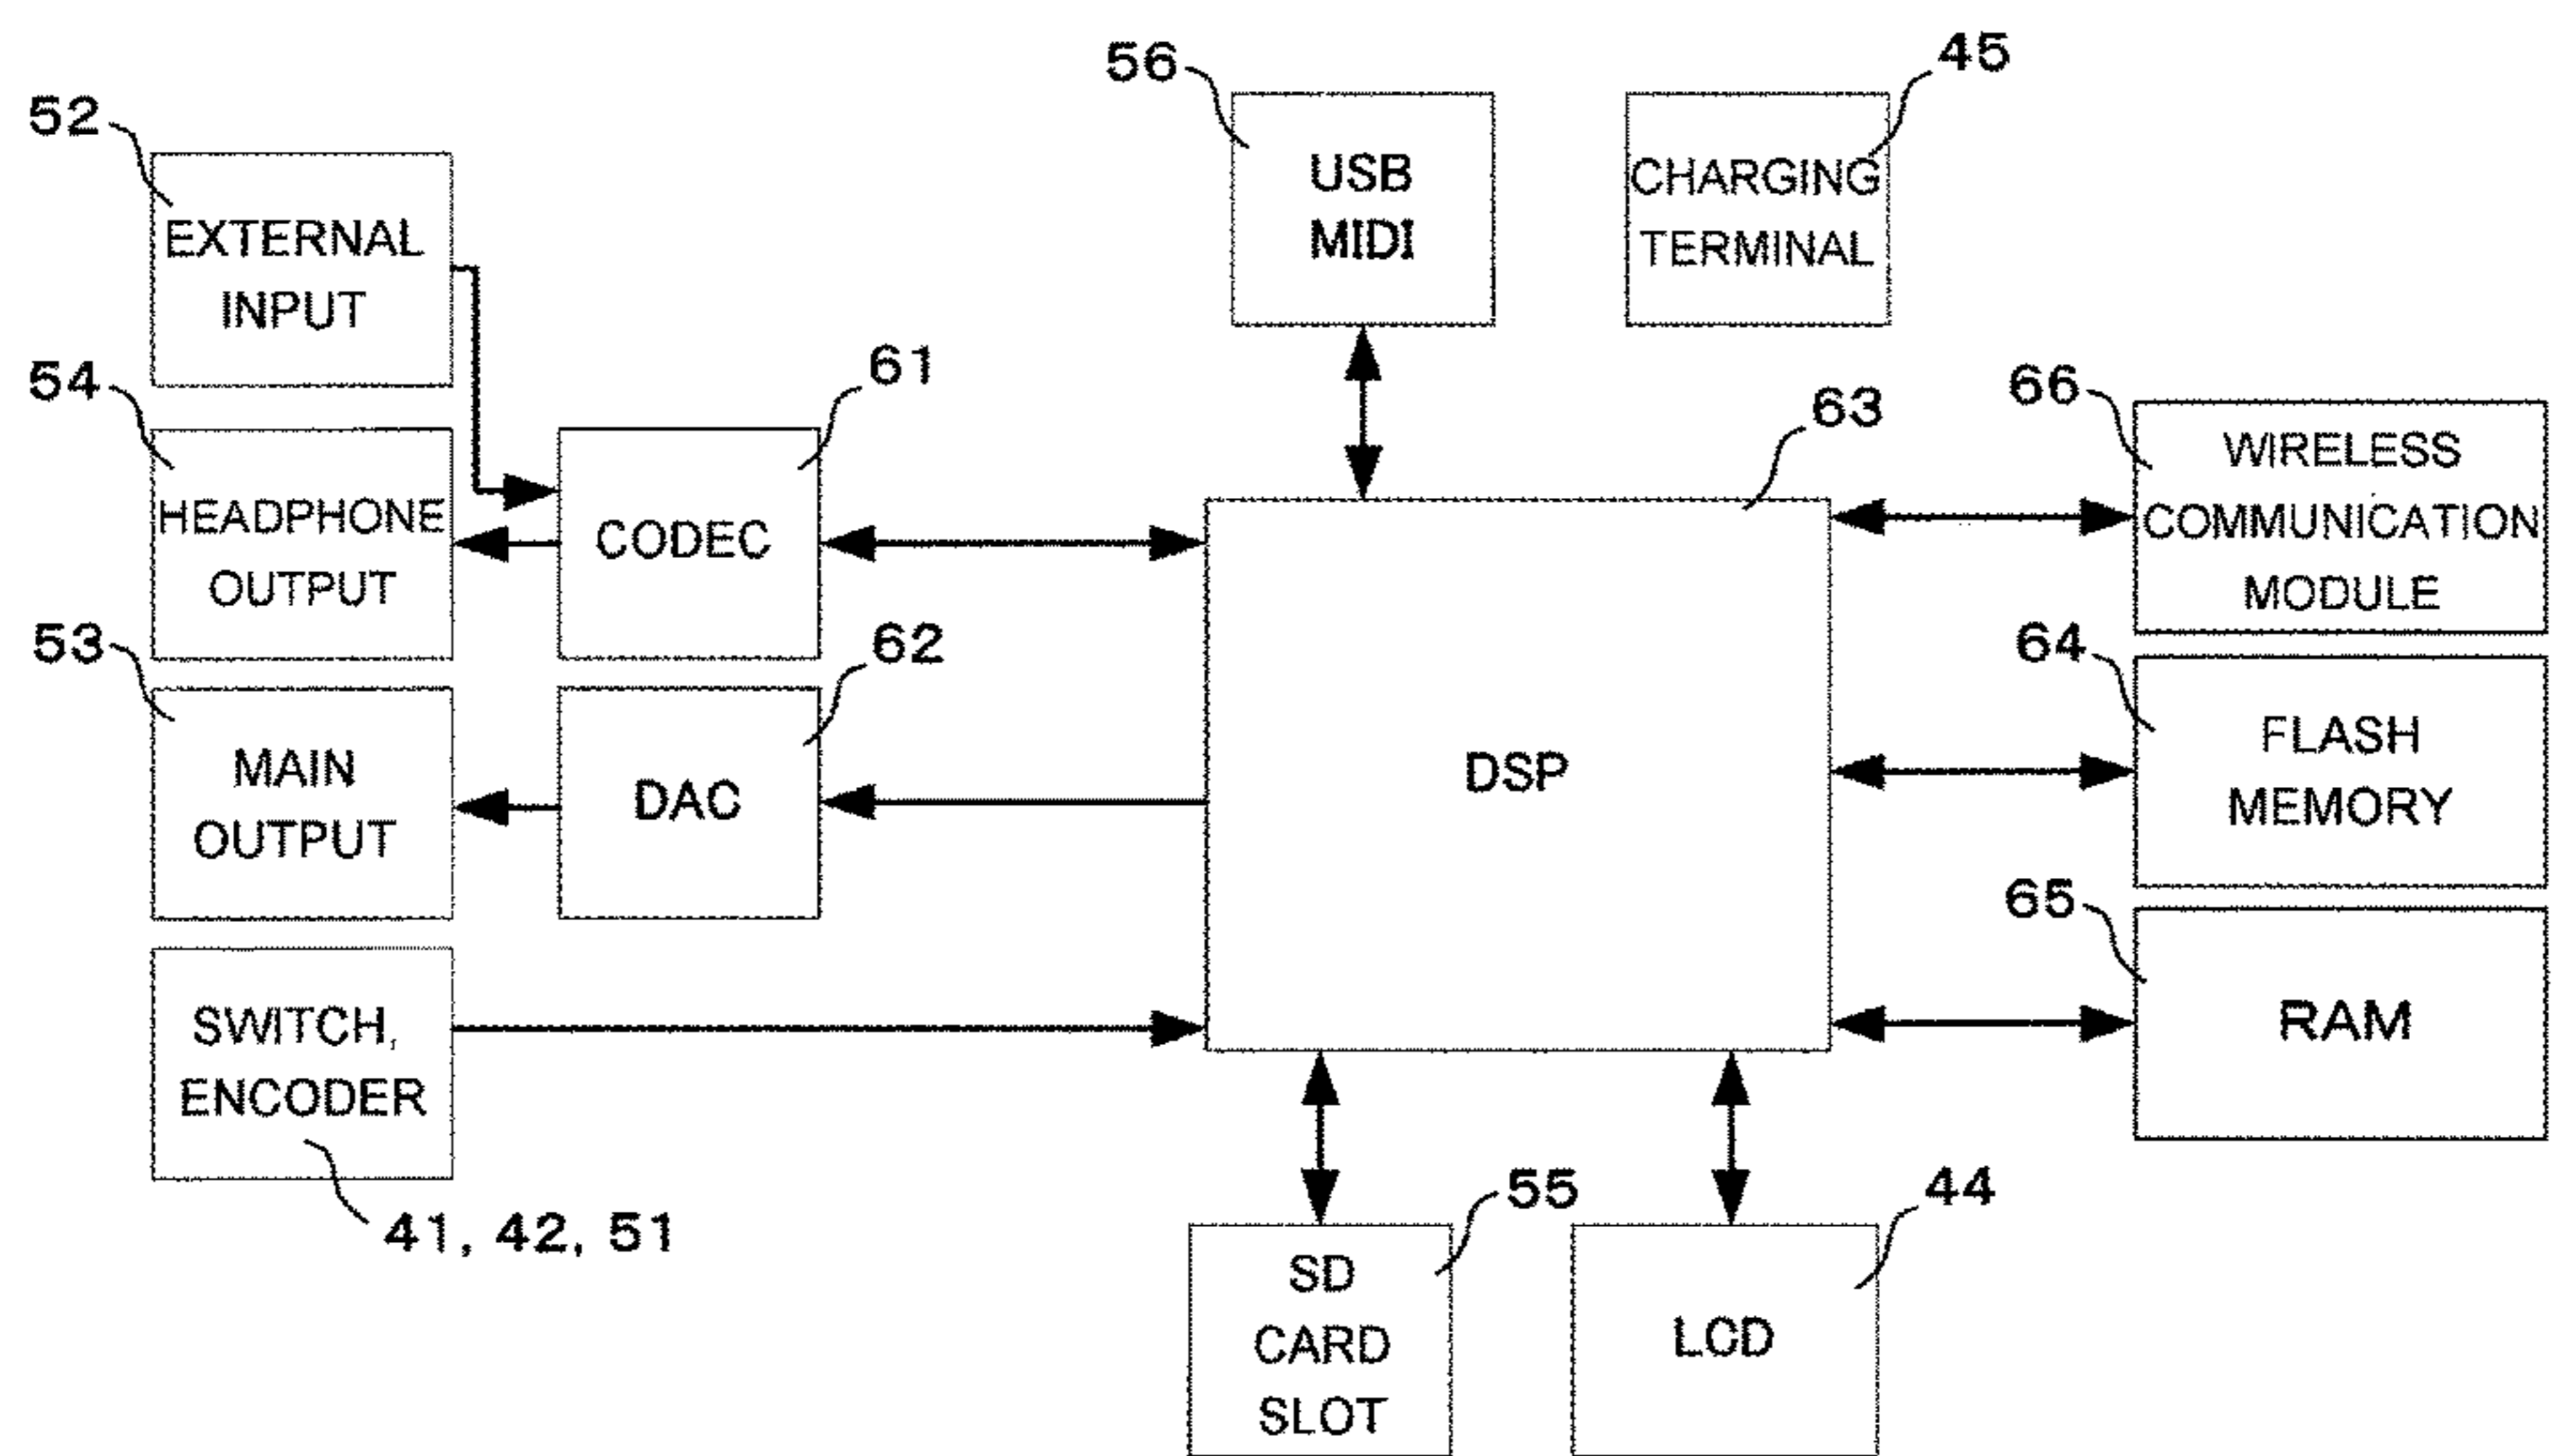 56
45
52
USB
MIDI
CHARGING
TERMINAL
EXTERNAL
INPUT
54
61
63
66
HEADPHONE
OUTPUT
CODEC
WIRELESS
COMMUNICATION
MODULE
53
62
64
MAIN
OUTPUT
DAC
DSP
FLASH
MEMORY
65
SWITCH,
ENCODER
RAM
41, 42, 51
55
44
SD
CARD
SLOT
LCD